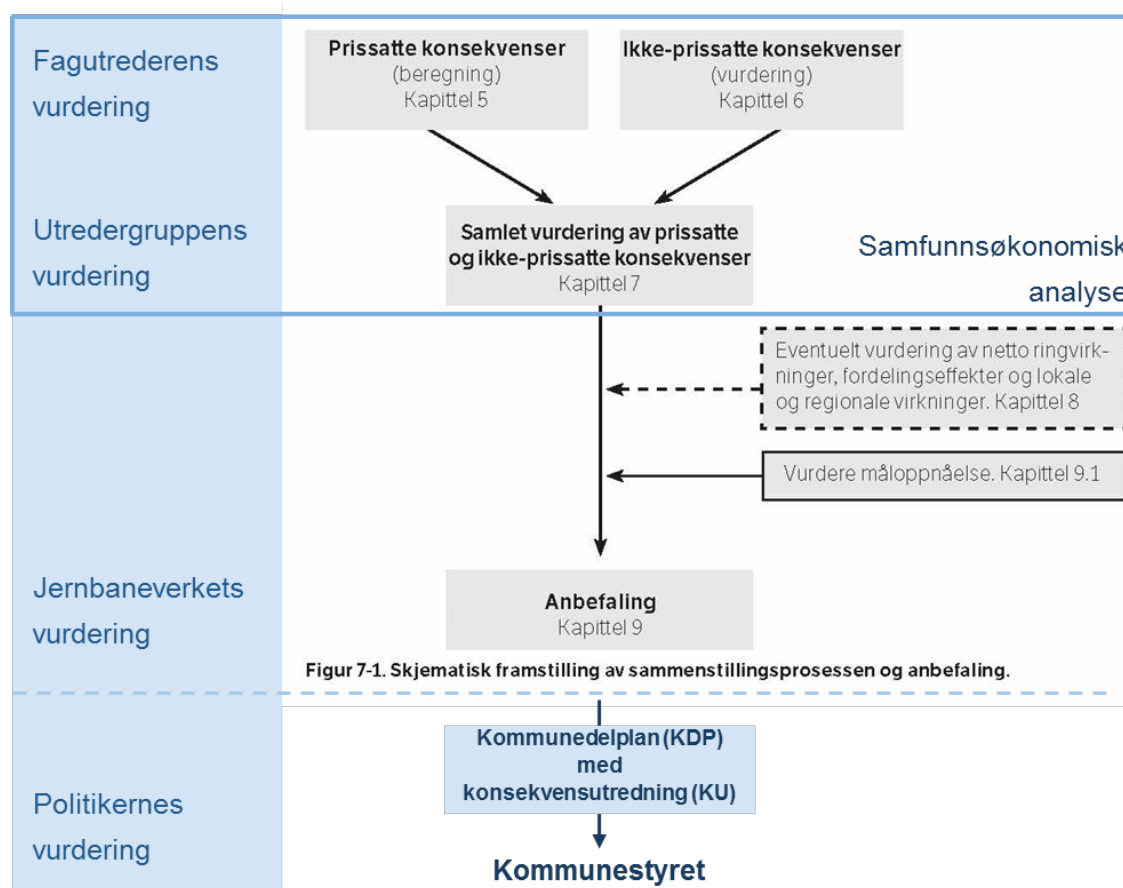 Fagutrederens
vurdering
Prissatte konsekvenser
(beregning)
Kapittel 5
Ikke-prissatte konsekvenser
(vurdering)
Kapittel 6
Utredergruppens
vurdering
Samlet vurdering av prissatte
og ikke-prissatte konsekvenser
Kapittel 7
Samfunnsøkonomisk
analyse
Eventuelt vurdering av netto ringvirk-
ninger, fordelingseffekter og lokale
og regionale virkninger. Kapittel 8
Vurdere måloppnåelse. Kapittel 9.1
Jernbaneverkets
vurdering
Anbefaling
Kapittel 9
Figur 7-1. Skjematisk framstilling av sammenstillingsprosessen og anbefaling.
Politikernes
vurdering
Kommunedelplan (KDP)
med
konsekvensutredning (KU)
Kommunestyret